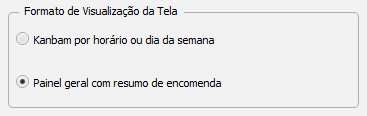 Formato de Visualização da Tela
Kanbam por horário ou dia da semana
Painel geral com resumo de encomenda